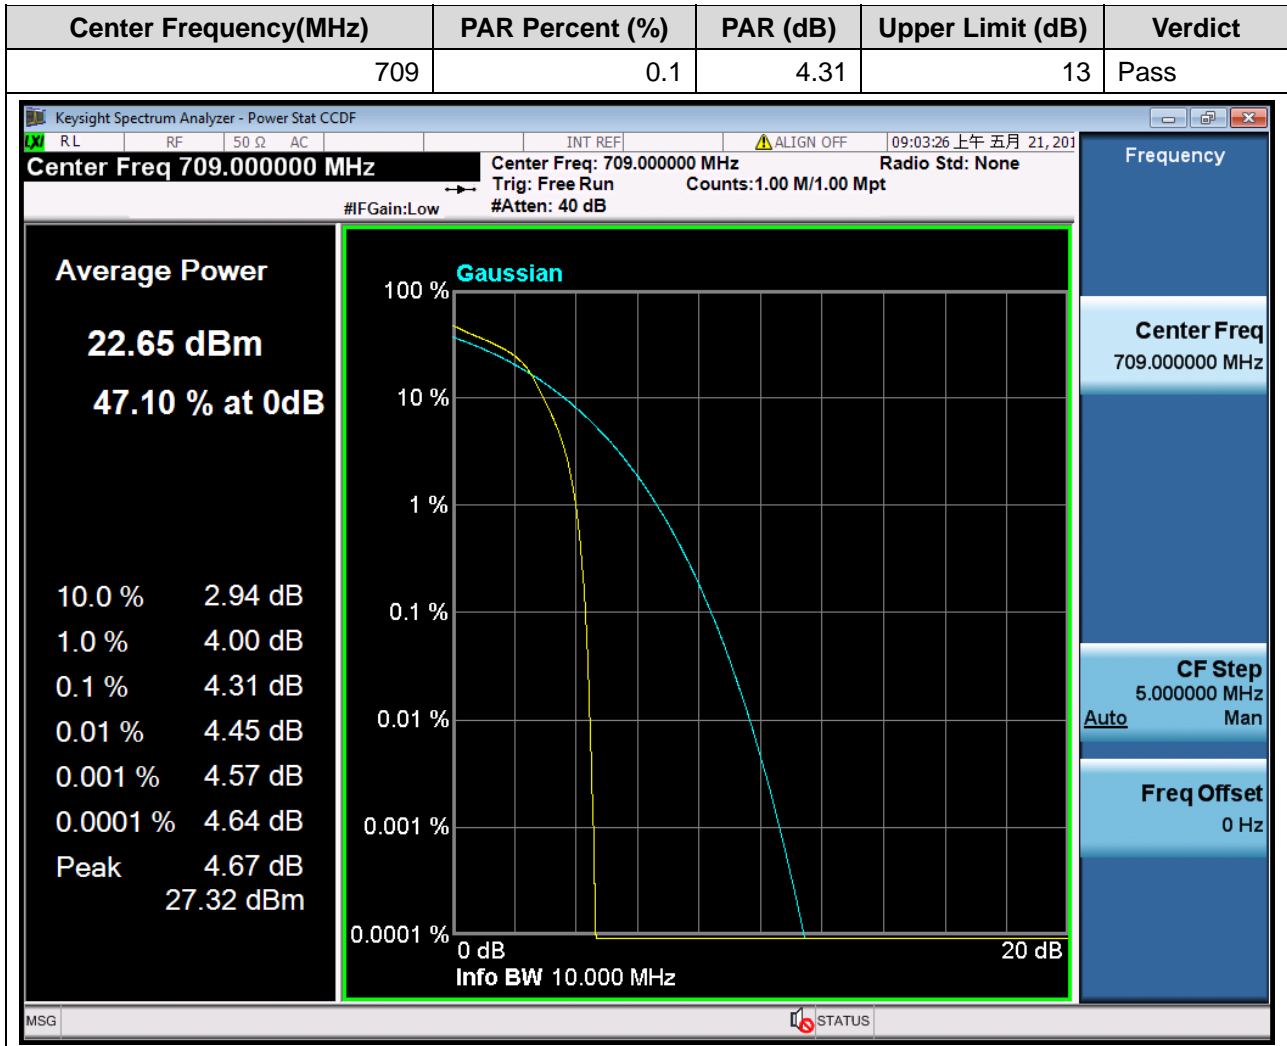 Center Frequency(MHz) PAR Percent (%) PAR (dB) Upper Limit (dB) Verdict
709 0.1 4.31 13 Pass
Keysight Spectrum Analyzer - Power Stat CCDF
LXI RL RF 50 Ω AC INT REF ALIGN OFF 09:03:26 上午 五月 21, 201
Center Freq 709.000000 MHz
Center Freq: 709.000000 MHz Radio Std: None
Trig: Free Run Counts:1.00 M/1.00 Mpt
#IFGain:Low #Atten: 40 dB
Average Power
22.65 dBm
47.10 % at 0dB
10.0 % 2.94 dB
1.0 % 4.00 dB
0.1 % 4.31 dB
0.01 % 4.45 dB
0.001 % 4.57 dB
0.0001 % 4.64 dB
Peak 4.67 dB
27.32 dBm
Gaussian
100 %
10 %
1 %
0.1 %
0.01 %
0.001 %
0.0001 %
0 dB 20 dB
Info BW 10.000 MHz
Frequency
Center Freq
709.000000 MHz
CF Step
5.000000 MHz
Auto Man
Freq Offset
0 Hz
MSG STATUS